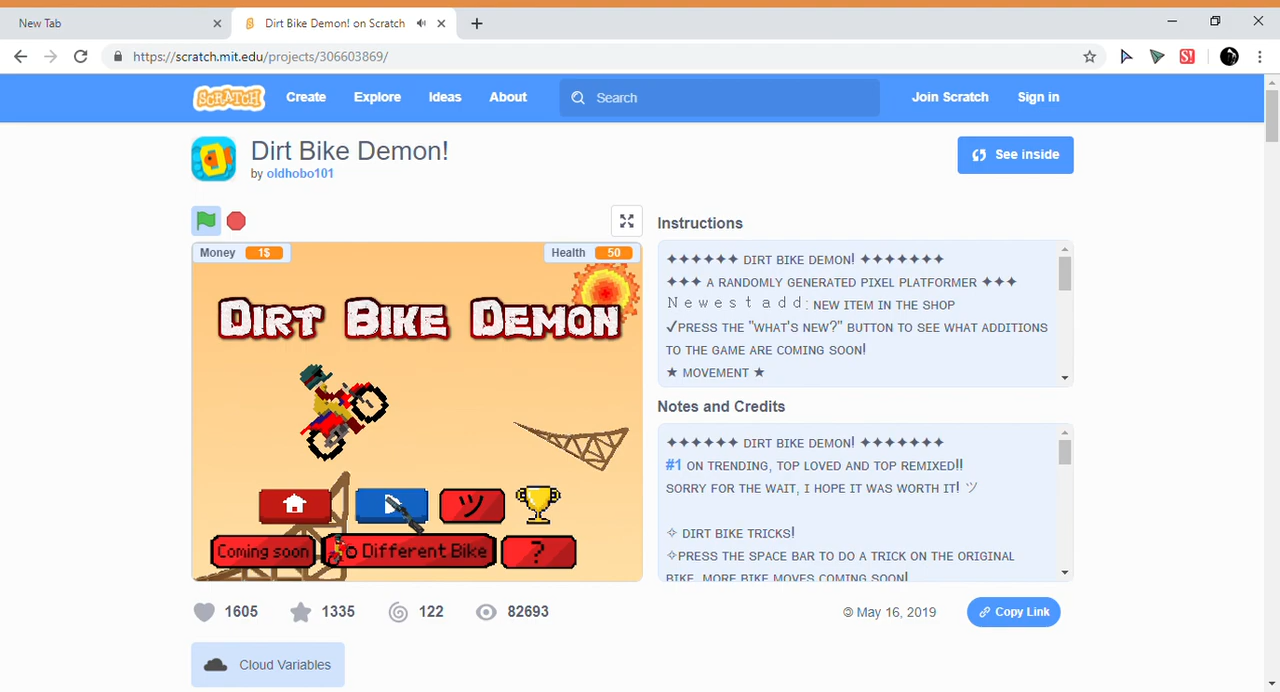 New Tab
Dirt Bike Demon! on Scratch
https://scratch.mit.edu/projects/306603869/
SCRATCH
Create
Explore
Ideas
About
Search
Join Scratch
Sign in
Dirt Bike Demon!
by oldhobo101
See inside
Money 1$
Health 50
DIRT BIKE DEMON
ツ
Coming soon
Different Bike
?
Instructions
✦✦✦✦✦✦ DIRT BIKE DEMON! ✦✦✦✦✦✦✦
✦✦✦ A RANDOMLY GENERATED PIXEL PLATFORMER ✦✦✦
Ｎｅｗｅｓｔ ａｄｄ: NEW ITEM IN THE SHOP
✓PRESS THE "WHAT'S NEW?" BUTTON TO SEE WHAT ADDITIONS
TO THE GAME ARE COMING SOON!
★ MOVEMENT ★
Notes and Credits
✦✦✦✦✦✦ DIRT BIKE DEMON! ✦✦✦✦✦✦✦
#1 ON TRENDING, TOP LOVED AND TOP REMIXED!!
SORRY FOR THE WAIT, I HOPE IT WAS WORTH IT! ツ
✧ DIRT BIKE TRICKS!
✧PRESS THE SPACE BAR TO DO A TRICK ON THE ORIGINAL
BIKE, MORE BIKE MOVES COMING SOON!
1605
1335
122
82693
© May 16, 2019
Copy Link
Cloud Variables